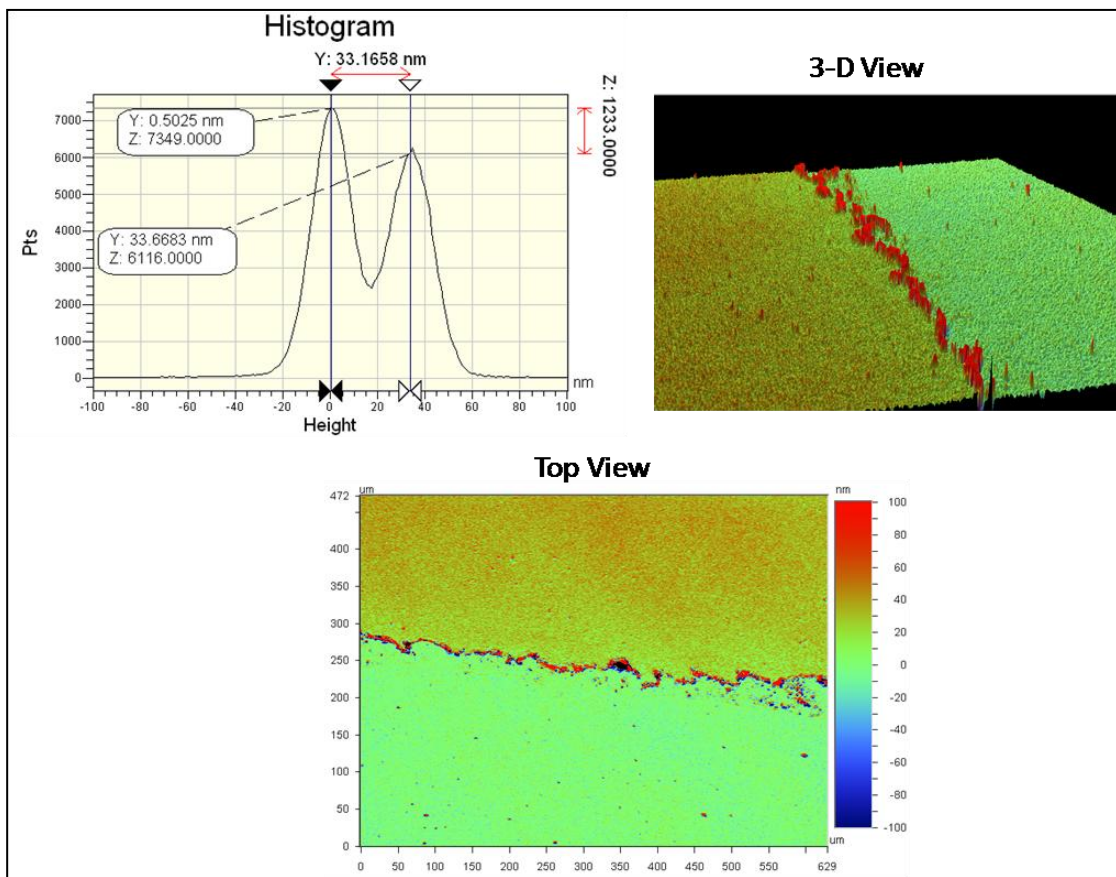 Histogram
Y: 33.1658 nm
Z: 1233.0000
Y: 0.5025 nm
Z: 7349.0000
Y: 33.6683 nm
Z: 6116.0000
Pts
7000
6000
5000
4000
3000
2000
1000
0
nm
-100 -80 -60 -40 -20 0 20 40 60 80 100
Height
3-D View
Top View
um
472
400
350
300
250
200
150
100
50
0
0 50 100 150 200 250 300 350 400 450 500 550 629
um
nm
100
80
60
40
20
0
-20
-40
-60
-80
-100